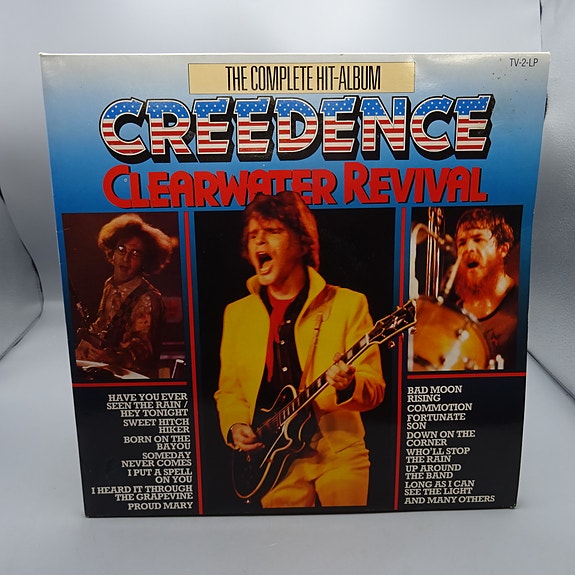 TV-2-LP
THE COMPLETE HIT-ALBUM
CREEDENCE
CLEARWATER REVIVAL
HAVE YOU EVER
SEEN THE RAIN /
HEY TONIGHT
SWEET HITCH
HIKER
BORN ON THE
BAYOU
SOMEDAY
NEVER COMES
I PUT A SPELL
ON YOU
I HEARD IT THROUGH
THE GRAPEVINE
PROUD MARY
BAD MOON
RISING
COMMOTION
FORTUNATE
SON
DOWN ON THE
CORNER
WHO'LL STOP
THE RAIN
UP AROUND
THE BAND
LONG AS I CAN
SEE THE LIGHT
AND MANY OTHERS